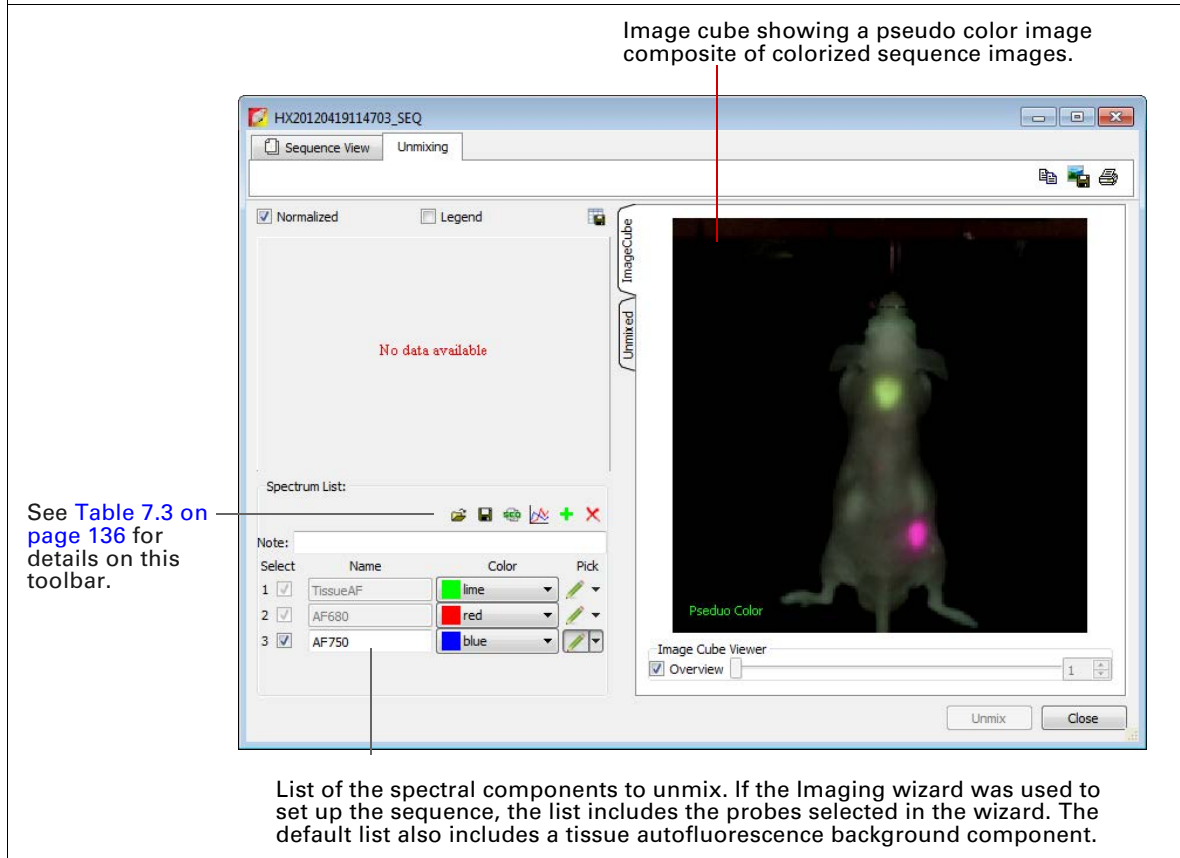 Image cube showing a pseudo color image
composite of colorized sequence images.
HX20120419114703_SEQ
Sequence View Unmixing
Normalized Legend
No data available
ImageCube
Unmixed
Spectrum List:
SEQ
See Table 7.3 on
page 136 for
details on this
toolbar.
Note:
Select Name Color Pick
1 TissueAF lime
2 AF680 red
3 AF750 blue
Pseduo Color
Image Cube Viewer
Overview 1
Unmix Close
List of the spectral components to unmix. If the Imaging wizard was used to
set up the sequence, the list includes the probes selected in the wizard. The
default list also includes a tissue autofluorescence background component.